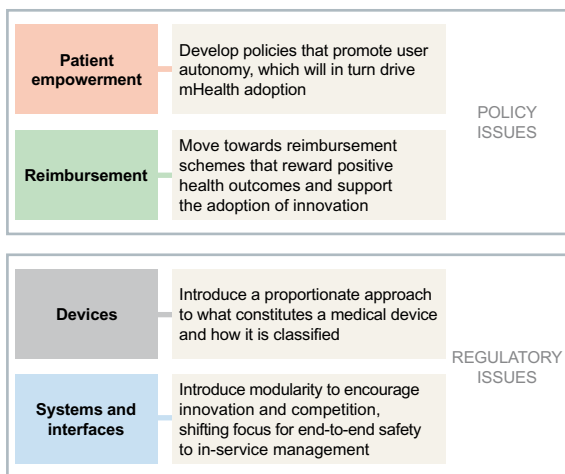 Patient
empowerment
Develop policies that promote user
autonomy, which will in turn drive
mHealth adoption
Reimbursement
Move towards reimbursement
schemes that reward positive
health outcomes and support
the adoption of innovation
POLICY
ISSUES
Devices
Introduce a proportionate approach
to what constitutes a medical device
and how it is classified
Systems and
interfaces
Introduce modularity to encourage
innovation and competition,
shifting focus for end-to-end safety
to in-service management
REGULATORY
ISSUES